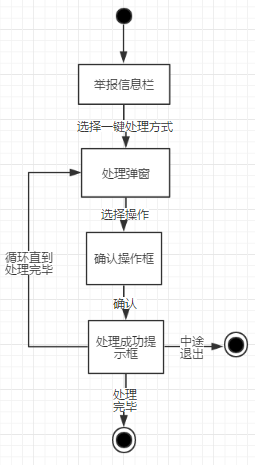 举报信息栏
选择一键处理方式
处理弹窗
选择操作
循环直到
处理完毕
确认操作框
确认
处理成功提
示框
中途
退出
处理
完毕